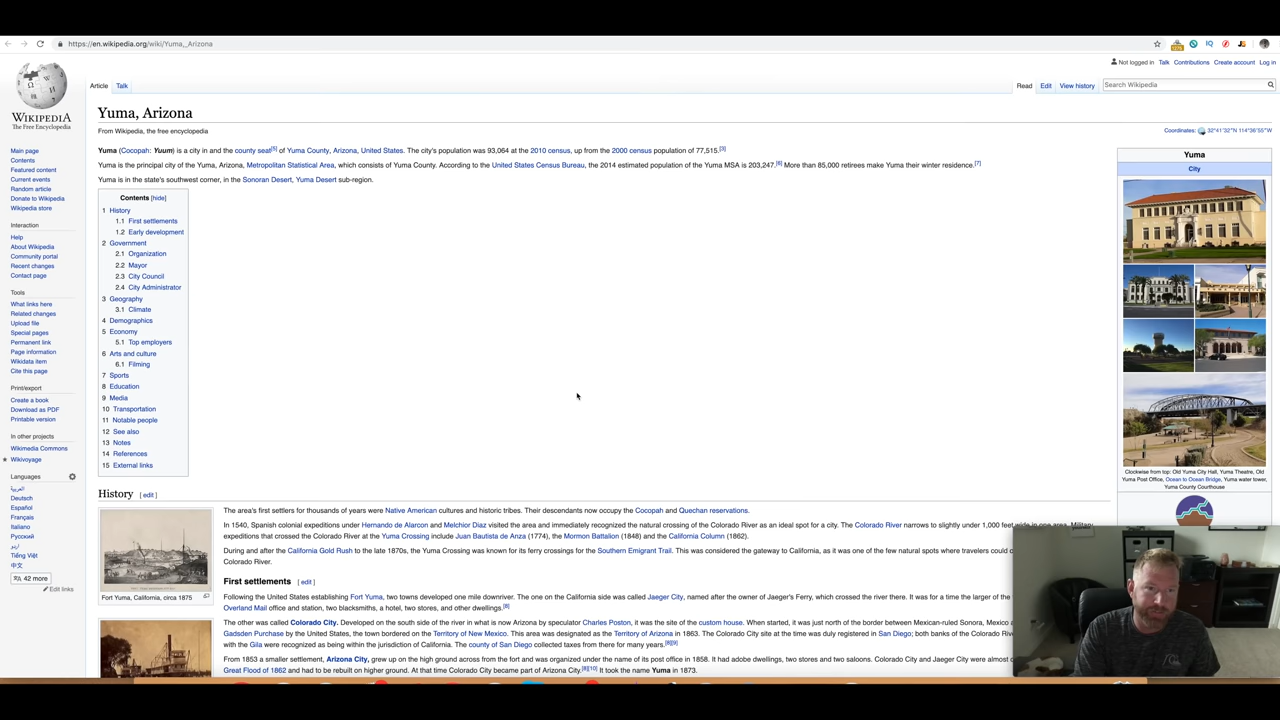 https://en.wikipedia.org/wiki/Yuma,_Arizona
Not logged in Talk Contributions Create account Log in
Article Talk
Read Edit View history
Search Wikipedia
WIKIPEDIA
The Free Encyclopedia
Main page
Contents
Featured content
Current events
Random article
Donate to Wikipedia
Wikipedia store
Interaction
Help
About Wikipedia
Community portal
Recent changes
Contact page
Tools
What links here
Related changes
Upload file
Special pages
Permanent link
Page information
Wikidata item
Cite this page
Print/export
Create a book
Download as PDF
Printable version
In other projects
Wikimedia Commons
Wikivoyage
Languages
العربية
Deutsch
Español
Français
Italiano
Русский
اردو
Tiếng Việt
中文
42 more
Edit links
Yuma, Arizona
From Wikipedia, the free encyclopedia
Coordinates: 32°41′32″N 114°36′55″W
Yuma (Cocopah: Yuum) is a city in and the county seat[5] of Yuma County, Arizona, United States. The city's population was 93,064 at the 2010 census, up from the 2000 census population of 77,515.[3]
Yuma is the principal city of the Yuma, Arizona, Metropolitan Statistical Area, which consists of Yuma County. According to the United States Census Bureau, the 2014 estimated population of the Yuma MSA is 203,247.[6] More than 85,000 retirees make Yuma their winter residence.[7]
Yuma is in the state's southwest corner, in the Sonoran Desert, Yuma Desert sub-region.
Contents [hide]
1 History
1.1 First settlements
1.2 Early development
2 Government
2.1 Organization
2.2 Mayor
2.3 City Council
2.4 City Administrator
3 Geography
3.1 Climate
4 Demographics
5 Economy
5.1 Top employers
6 Arts and culture
6.1 Filming
7 Sports
8 Education
9 Media
10 Transportation
11 Notable people
12 See also
13 Notes
14 References
15 External links
Yuma
City
Clockwise from top: Old Yuma City Hall, Yuma Theatre, Old
Yuma Post Office, Ocean to Ocean Bridge, Yuma water tower,
Yuma County Courthouse
History [ edit ]
Fort Yuma, California, circa 1875
The area's first settlers for thousands of years were Native American cultures and historic tribes. Their descendants now occupy the Cocopah and Quechan reservations.
In 1540, Spanish colonial expeditions under Hernando de Alarcon and Melchior Diaz visited the area and immediately recognized the natural crossing of the Colorado River as an ideal spot for a city. The Colorado River narrows to slightly under 1,000 feet wide in one area. Military
expeditions that crossed the Colorado River at the Yuma Crossing include Juan Bautista de Anza (1774), the Mormon Battalion (1848) and the California Column (1862).
During and after the California Gold Rush to the late 1870s, the Yuma Crossing was known for its ferry crossings for the Southern Emigrant Trail. This was considered the gateway to California, as it was one of the few natural spots where travelers could
Colorado River.
First settlements [ edit ]
Following the United States establishing Fort Yuma, two towns developed one mile downriver. The one on the California side was called Jaeger City, named after the owner of Jaeger's Ferry, which crossed the river there. It was for a time the larger of the
Overland Mail office and station, two blacksmiths, a hotel, two stores, and other dwellings.[8]
The other was called Colorado City. Developed on the south side of the river in what is now Arizona by speculator Charles Poston, it was the site of the custom house. When started, it was just north of the border between Mexican-ruled Sonora, Mexico
Gadsden Purchase by the United States, the town bordered on the Territory of New Mexico. This area was designated as the Territory of Arizona in 1863. The Colorado City site at the time was duly registered in San Diego; both banks of the Colorado
with the Gila were recognized as being within the jurisdiction of California. The county of San Diego collected taxes from there for many years.[8][9]
From 1853 a smaller settlement, Arizona City, grew up on the high ground across from the fort and was organized under the name of its post office in 1858. It had adobe dwellings, two stores and two saloons. Colorado City and Jaeger City were almost
Great Flood of 1862 and had to be rebuilt on higher ground. At that time Colorado City became part of Arizona City.[8][10] It took the name Yuma in 1873.